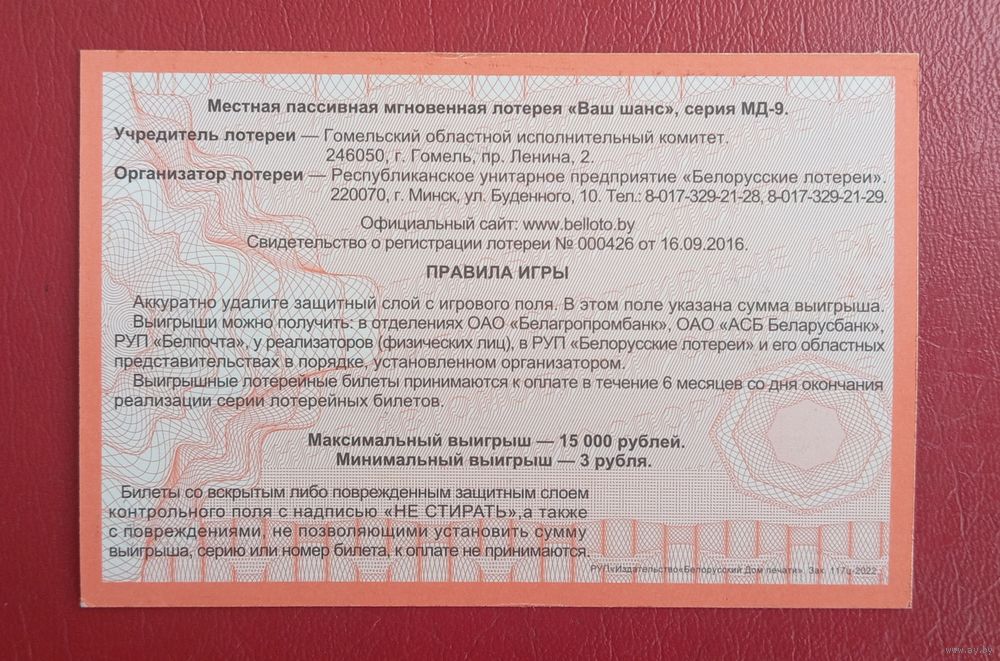 Местная пассивная мгновенная лотерея «Ваш шанс», серия МД-9.
Учредитель лотереи — Гомельский областной исполнительный комитет.
246050, г. Гомель, пр. Ленина, 2.
Организатор лотереи — Республиканское унитарное предприятие «Белорусские лотереи».
220070, г. Минск, ул. Буденного, 10. Тел.: 8-017-329-21-28, 8-017-329-21-29.
Официальный сайт: www.belloto.by
Свидетельство о регистрации лотереи № 000426 от 16.09.2016.
ПРАВИЛА ИГРЫ
Аккуратно удалите защитный слой с игрового поля. В этом поле указана сумма выигрыша.
Выигрыши можно получить: в отделениях ОАО «Белагропромбанк», ОАО «АСБ Беларусбанк»,
РУП «Белпочта», у реализаторов (физических лиц), в РУП «Белорусские лотереи» и его областных
представительствах в порядке, установленном организатором.
Выигрышные лотерейные билеты принимаются к оплате в течение 6 месяцев со дня окончания
реализации серии лотерейных билетов.
Максимальный выигрыш — 15 000 рублей.
Минимальный выигрыш — 3 рубля.
Билеты со вскрытым либо поврежденным защитным слоем
контрольного поля с надписью «НЕ СТИРАТЬ»,а также
с повреждениями, не позволяющими установить сумму
выигрыша, серию или номер билета, к оплате не принимаются.
РУП«Издательство«Белорусский Дом печати». Зак. 117ц-2022
www.ay.by